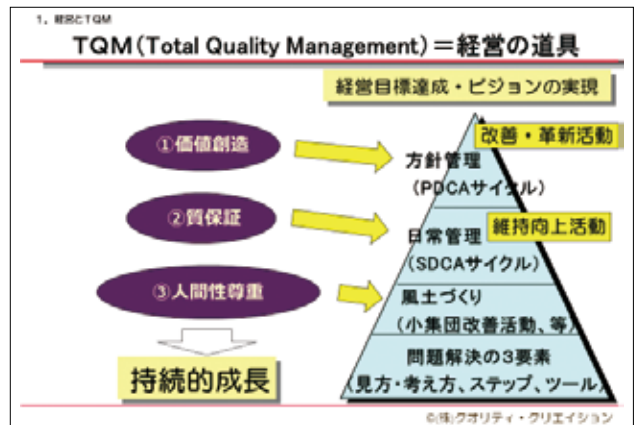 1. 経営とTQM
TQM(Total Quality Management)=経営の道具
経営目標達成・ビジョンの実現
①価値創造
改善・革新活動
方針管理
(PDCAサイクル)
②質保証
維持向上活動
日常管理
(SDCAサイクル)
③人間性尊重
風土づくり
(小集団改善活動、等)
持続的成長
問題解決の3要素
(見方・考え方、ステップ、ツール)
©(株)クオリティ・クリエイション